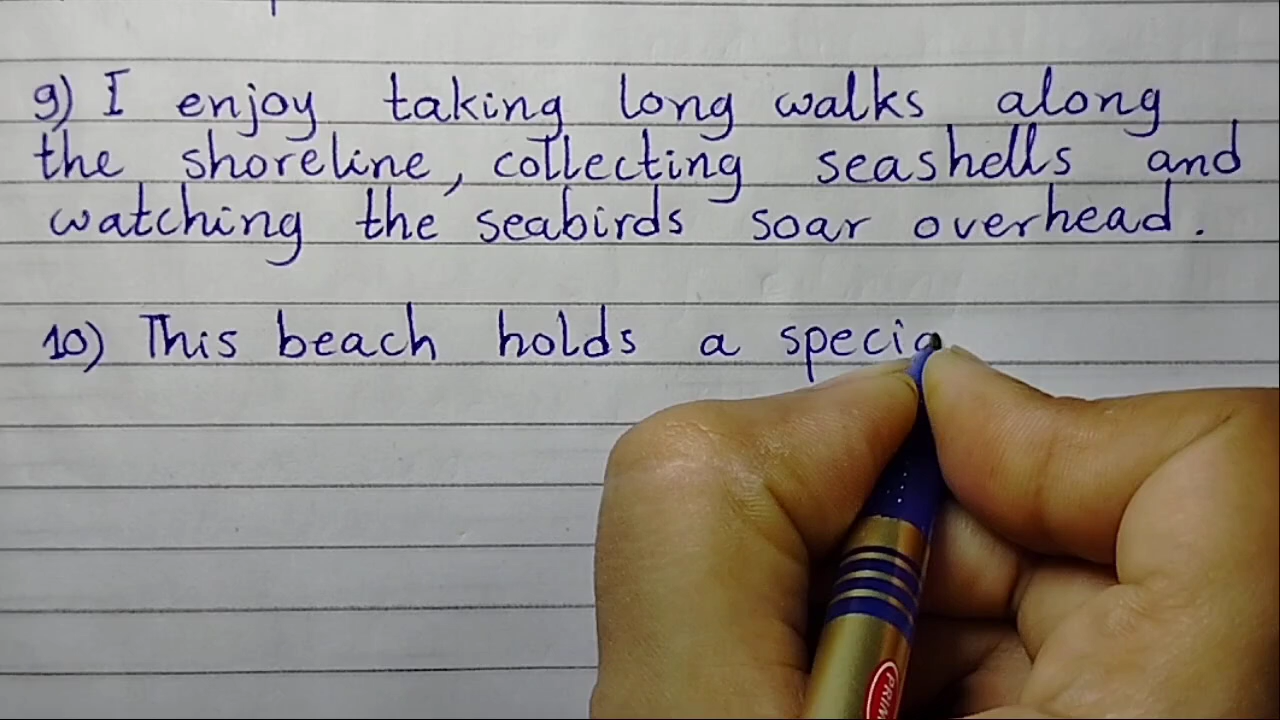 9) I enjoy taking long walks along
the shoreline, collecting seashells and
watching the seabirds soar overhead.
10) This beach holds a specia